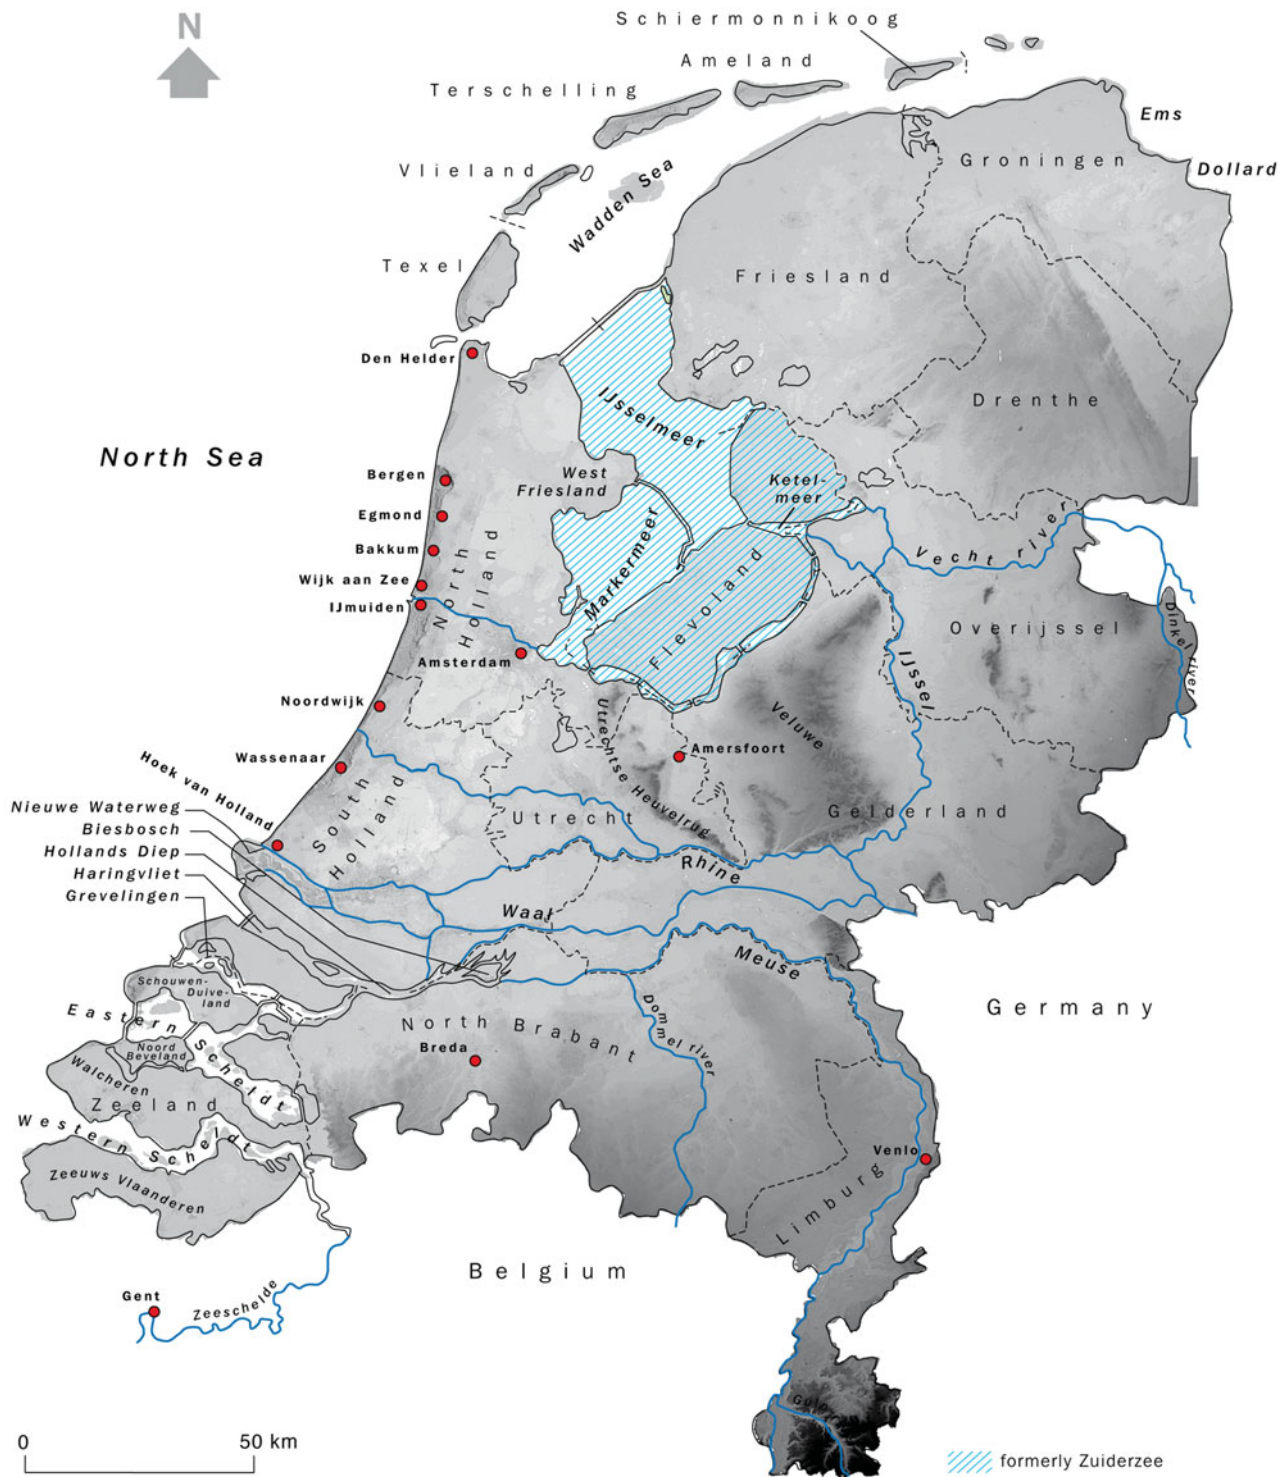 N
Schiermonnikoog
Ameland
Terschelling
Ems
Groningen
Dollard
Vlieland
Wadden Sea
Texel
Friesland
Den Helder
IJsselmeer
Drenthe
North Sea
Bergen
West
Friesland
Ketel-
meer
Egmond
Bakkum
North
Holland
Markermeer
Vecht river
Wijk aan Zee
IJmuiden
Flevoland
Overijssel
Dinkel river
Amsterdam
IJssel
Noordwijk
Utrechtse Heuvelrug
Veluwe
Amersfoort
Wassenaar
Hoek van Holland
Nieuwe Waterweg
South
Holland
Utrecht
Gelderland
Biesbosch
Hollands Diep
Rhine
Haringvliet
Grevelingen
Waal
Meuse
Schouwen-
Duive-
land
Germany
Eastern Scheldt
North Brabant
Dommel river
Noord
Beveland
Breda
Walcheren
Zeeland
Western Scheldt
Venlo
Zeeuws Vlaanderen
Limburg
Belgium
Gent
Zeeschelde
0
50 km
formerly Zuiderzee